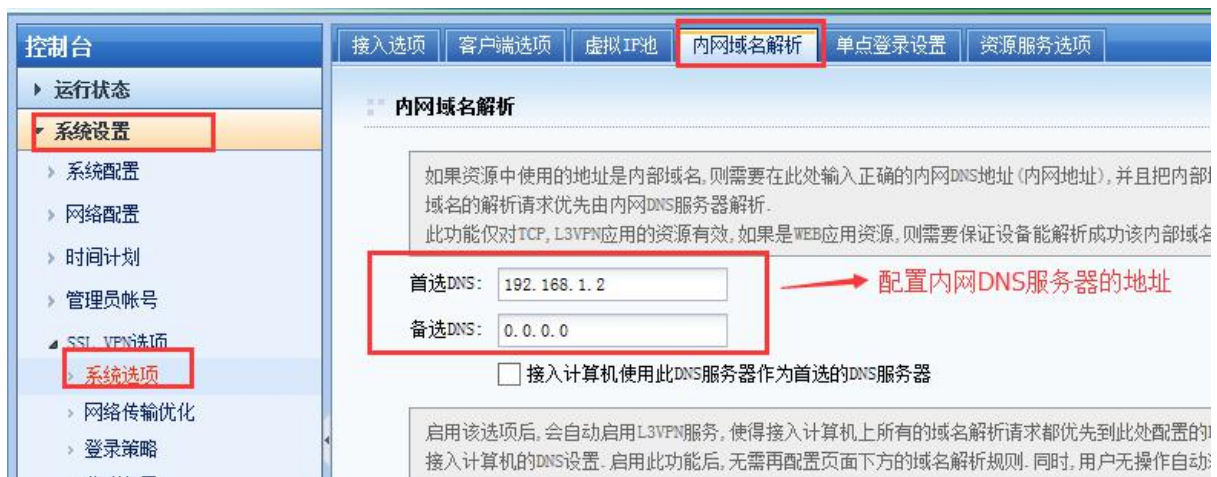 控制台
运行状态
系统设置
系统配置
网络配置
时间计划
管理员帐号
SSL VPN选项
系统选项
网络传输优化
登录策略
接入选项 客户端选项 虚拟IP池 内网域名解析 单点登录设置 资源服务选项
内网域名解析
如果资源中使用的地址是内部域名,则需要在此处输入正确的内网DNS地址(内网地址),并且把内部
域名的解析请求优先由内网DNS服务器解析.
此功能仅对TCP,L3VPN应用的资源有效,如果是WEB应用资源,则需要保证设备能解析成功该内部域名
首选DNS: 192.168.1.2
配置内网DNS服务器的地址
备选DNS: 0.0.0.0
接入计算机使用此DNS服务器作为首选的DNS服务器
启用该选项后,会自动启用L3VPN服务,使得接入计算机上所有的域名解析请求都优先到此处配置的
接入计算机的DNS设置.启用此功能后,无需再配置页面下方的域名解析规则.同时,用户无操作自动